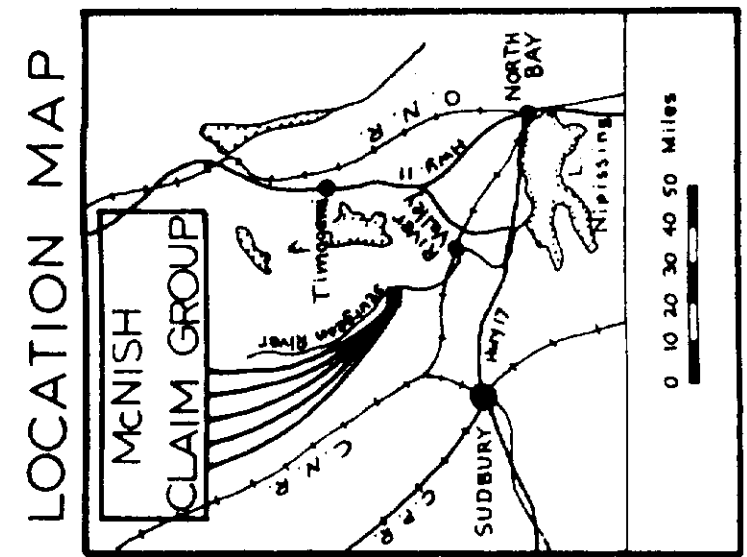 LOCATION MAP
McNISH
CLAIM GROUP
Sturgeon River
Timagami
O. N. R.
C. N. R.
C. P. R.
Hwy 11
River
Valley
NORTH
BAY
Hwy 17
SUDBURY
L.
Nipissing
0 10 20 30 40 50 Miles